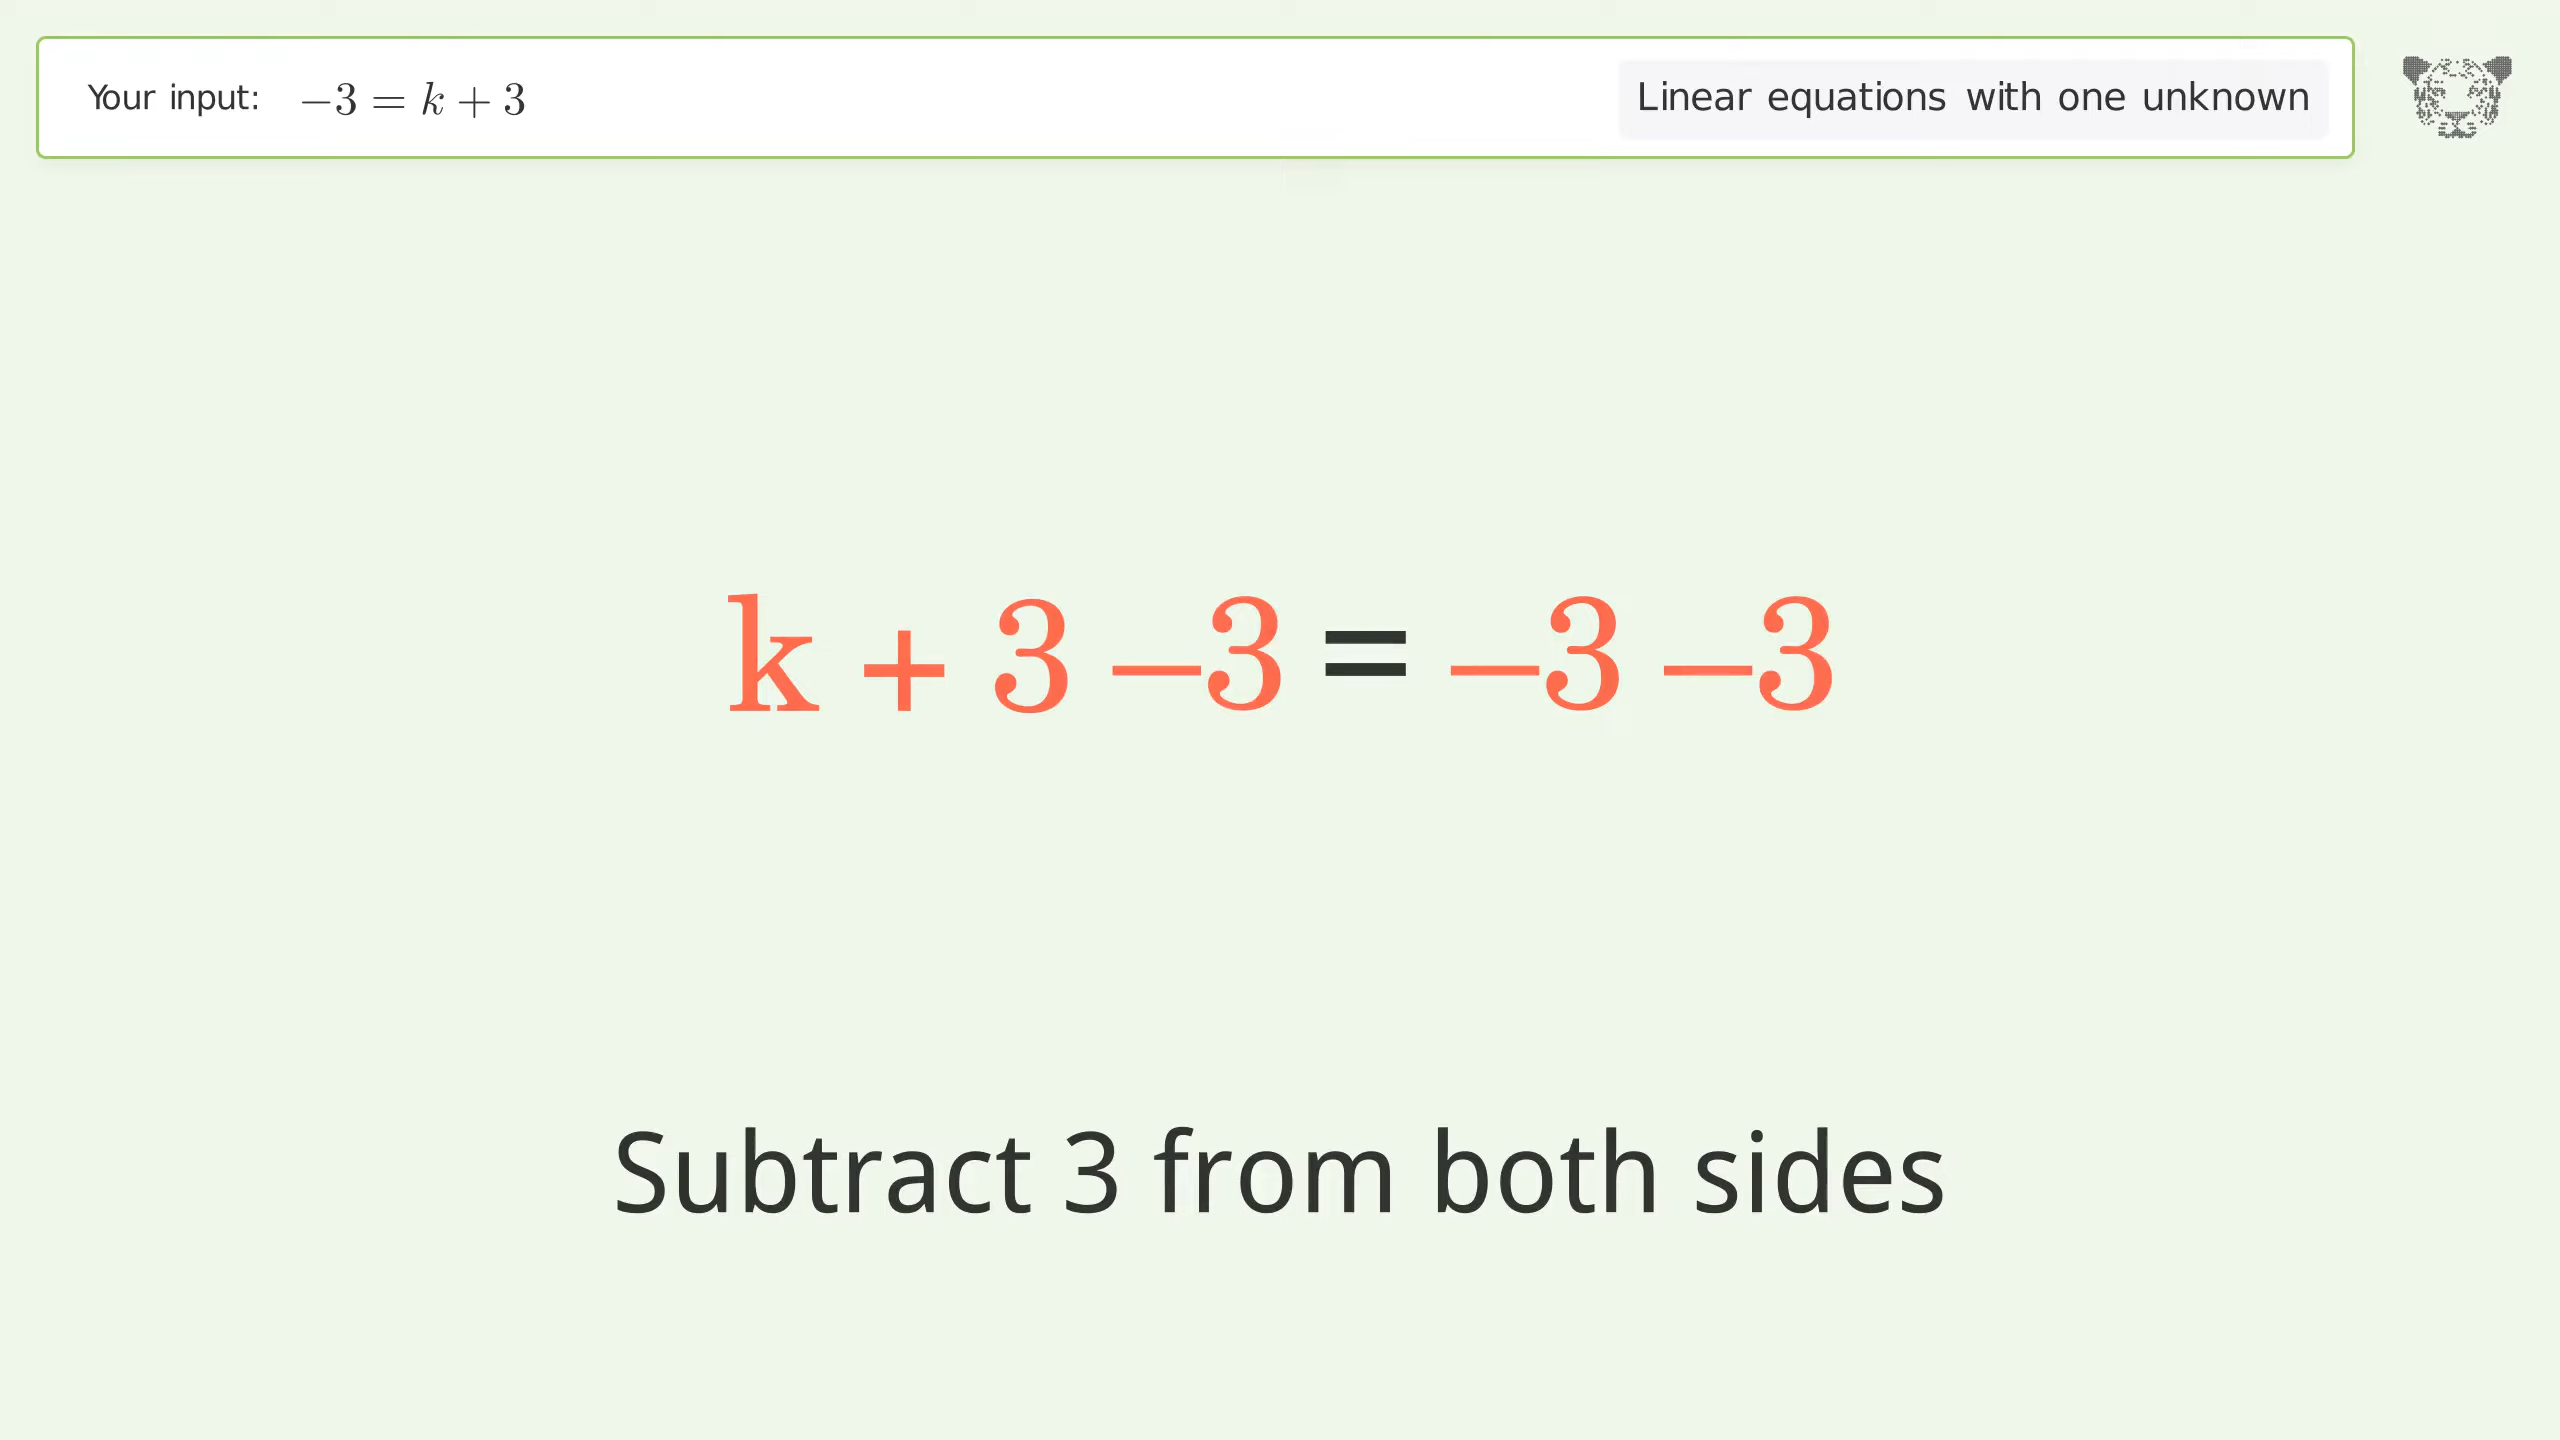 Your input: −3 = k + 3
Linear equations with one unknown
k + 3 −3 = −3 −3
Subtract 3 from both sides